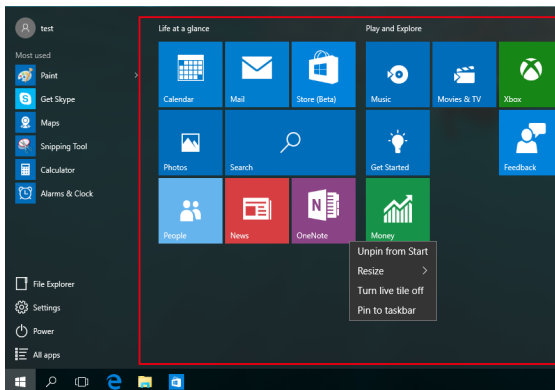 test
Most used
Paint
Get Skype
Maps
Snipping Tool
Calculator
Alarms & Clock
File Explorer
Settings
Power
All apps
Life at a glance
Calendar
Mail
Store (Beta)
Photos
Search
People
News
OneNote
Play and Explore
Music
Movies & TV
Xbox
Get Started
Feedback
Money
Unpin from Start
Resize
Turn live tile off
Pin to taskbar